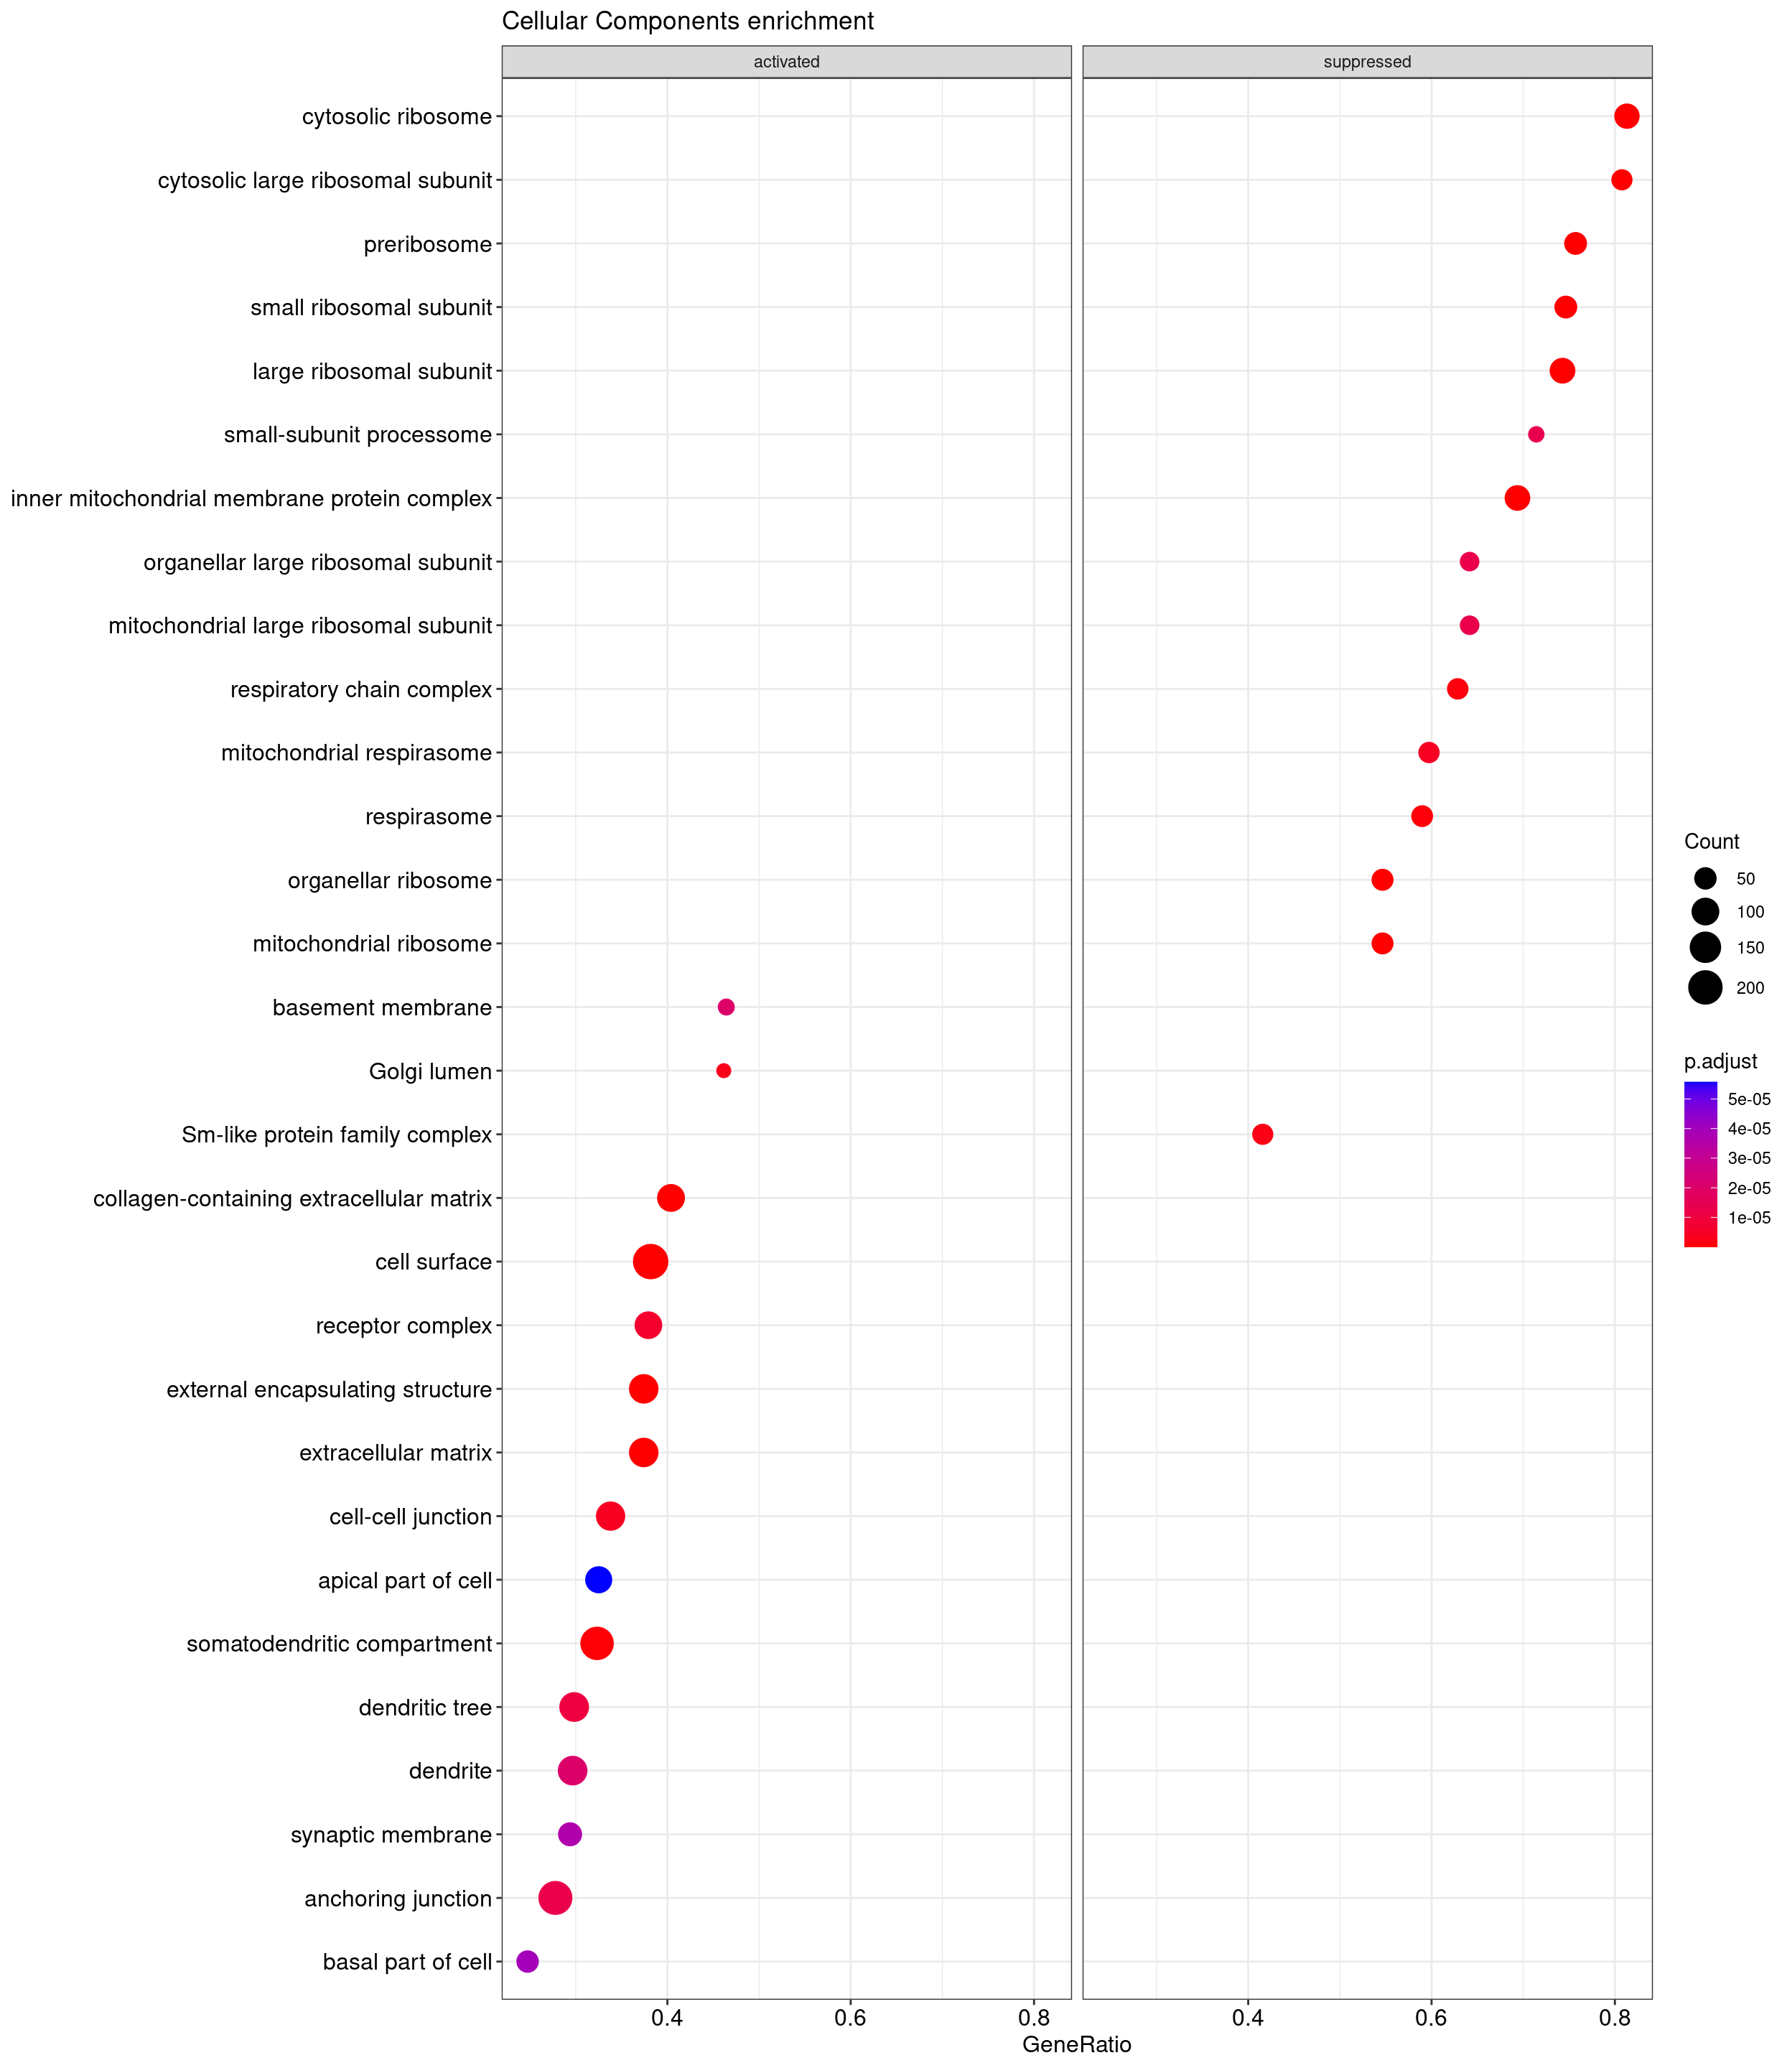 Cellular Components enrichment
activated
suppressed
cytosolic ribosome
cytosolic large ribosomal subunit
preribosome
small ribosomal subunit
large ribosomal subunit
small-subunit processome
inner mitochondrial membrane protein complex
organellar large ribosomal subunit
mitochondrial large ribosomal subunit
respiratory chain complex
mitochondrial respirasome
respirasome
organellar ribosome
mitochondrial ribosome
basement membrane
Golgi lumen
Sm-like protein family complex
collagen-containing extracellular matrix
cell surface
receptor complex
external encapsulating structure
extracellular matrix
cell-cell junction
apical part of cell
somatodendritic compartment
dendritic tree
dendrite
synaptic membrane
anchoring junction
basal part of cell
0.4 0.6 0.8
0.4 0.6 0.8
GeneRatio
Count
50
100
150
200
p.adjust
5e-05
4e-05
3e-05
2e-05
1e-05